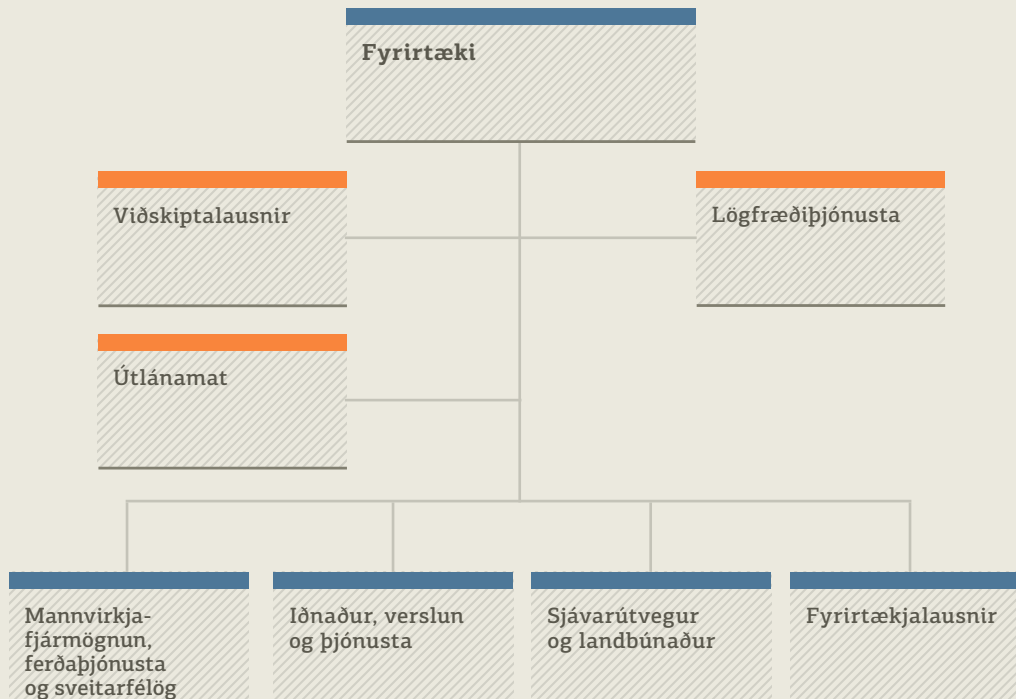 Fyrirtæki
Viðskiptalausnir
Lögfræðiþjónusta
Útlánamat
Mannvirkja-
fjármögnun,
ferðaþjónusta
og sveitarfélög
Iðnaður, verslun
og þjónusta
Sjávarútvegur
og landbúnaður
Fyrirtækjalausnir